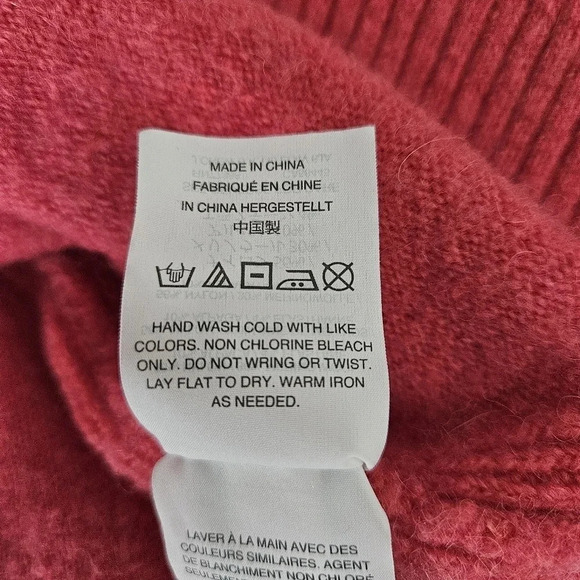 MADE IN CHINA
FABRIQUÉ EN CHINE
IN CHINA HERGESTELLT
中国製
HAND WASH COLD WITH LIKE
COLORS. NON CHLORINE BLEACH
ONLY. DO NOT WRING OR TWIST.
LAY FLAT TO DRY. WARM IRON
AS NEEDED.
LAVER À LA MAIN AVEC DES
COULEURS SIMILAIRES. AGENT
DE BLANCHIMENT NON CHLORÉ
SEULEMENT